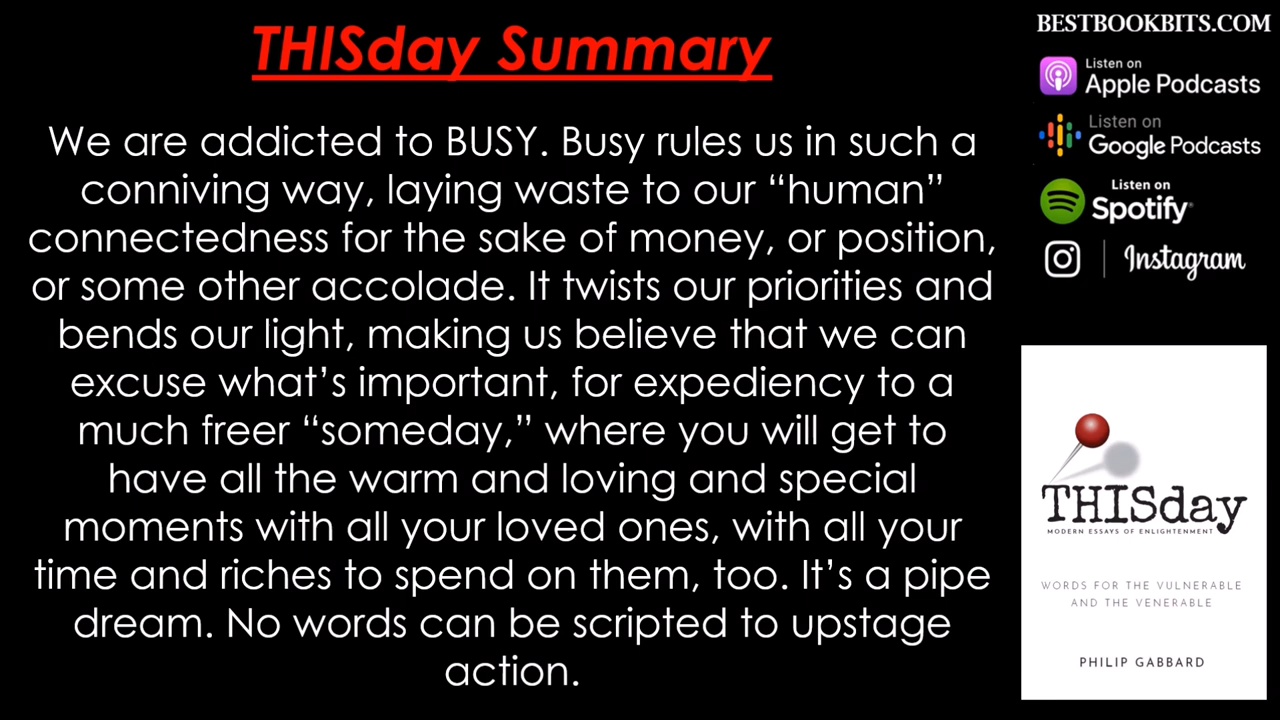 THISday Summary
We are addicted to BUSY. Busy rules us in such a
conniving way, laying waste to our “human”
connectedness for the sake of money, or position,
or some other accolade. It twists our priorities and
bends our light, making us believe that we can
excuse what’s important, for expediency to a
much freer “someday,” where you will get to
have all the warm and loving and special
moments with all your loved ones, with all your
time and riches to spend on them, too. It’s a pipe
dream. No words can be scripted to upstage
action.
BESTBOOKBITS.COM
Listen on
Apple Podcasts
Listen on
Google Podcasts
Listen on
Spotify
Instagram
THISday
MODERN ESSAYS OF ENLIGHTENMENT
WORDS FOR THE VULNERABLE
AND THE VENERABLE
PHILIP GABBARD